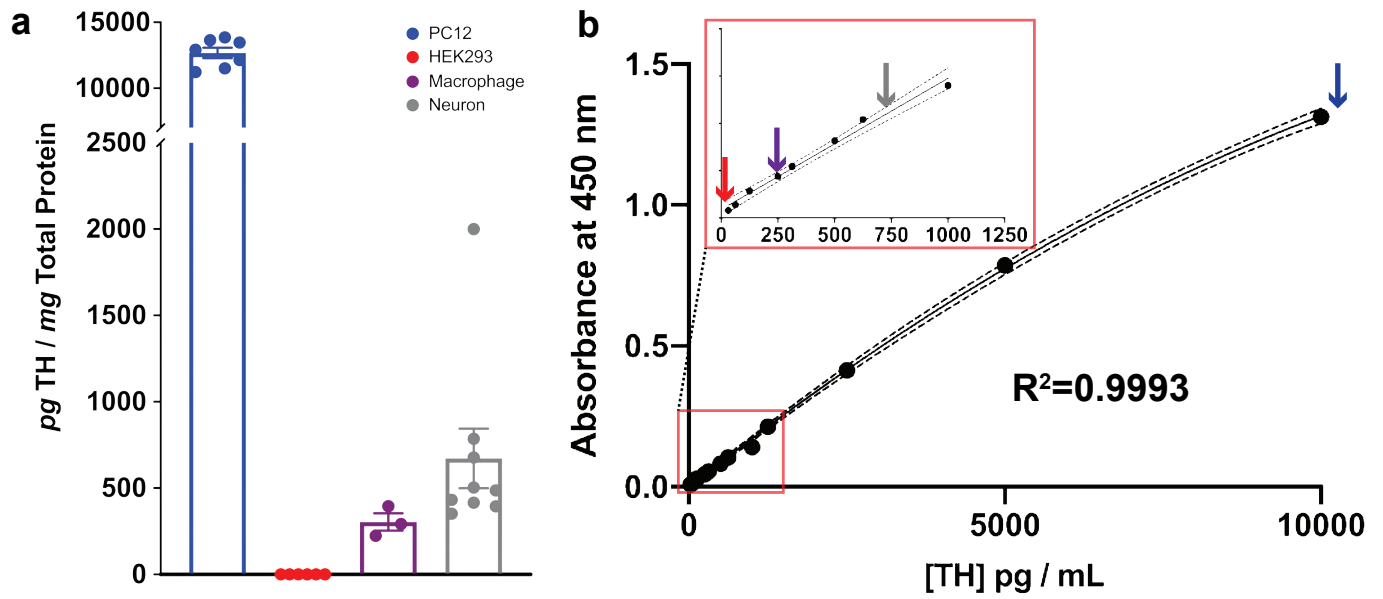 a
pg TH / mg Total Protein
15000
10000
2500
2000
1500
1000
500
0
PC12
HEK293
Macrophage
Neuron
b
Absorbance at 450 nm
1.5
1.0
0.5
0.0
0 250 500 750 1000 1250
R²=0.9993
0 5000 10000
[TH] pg / mL